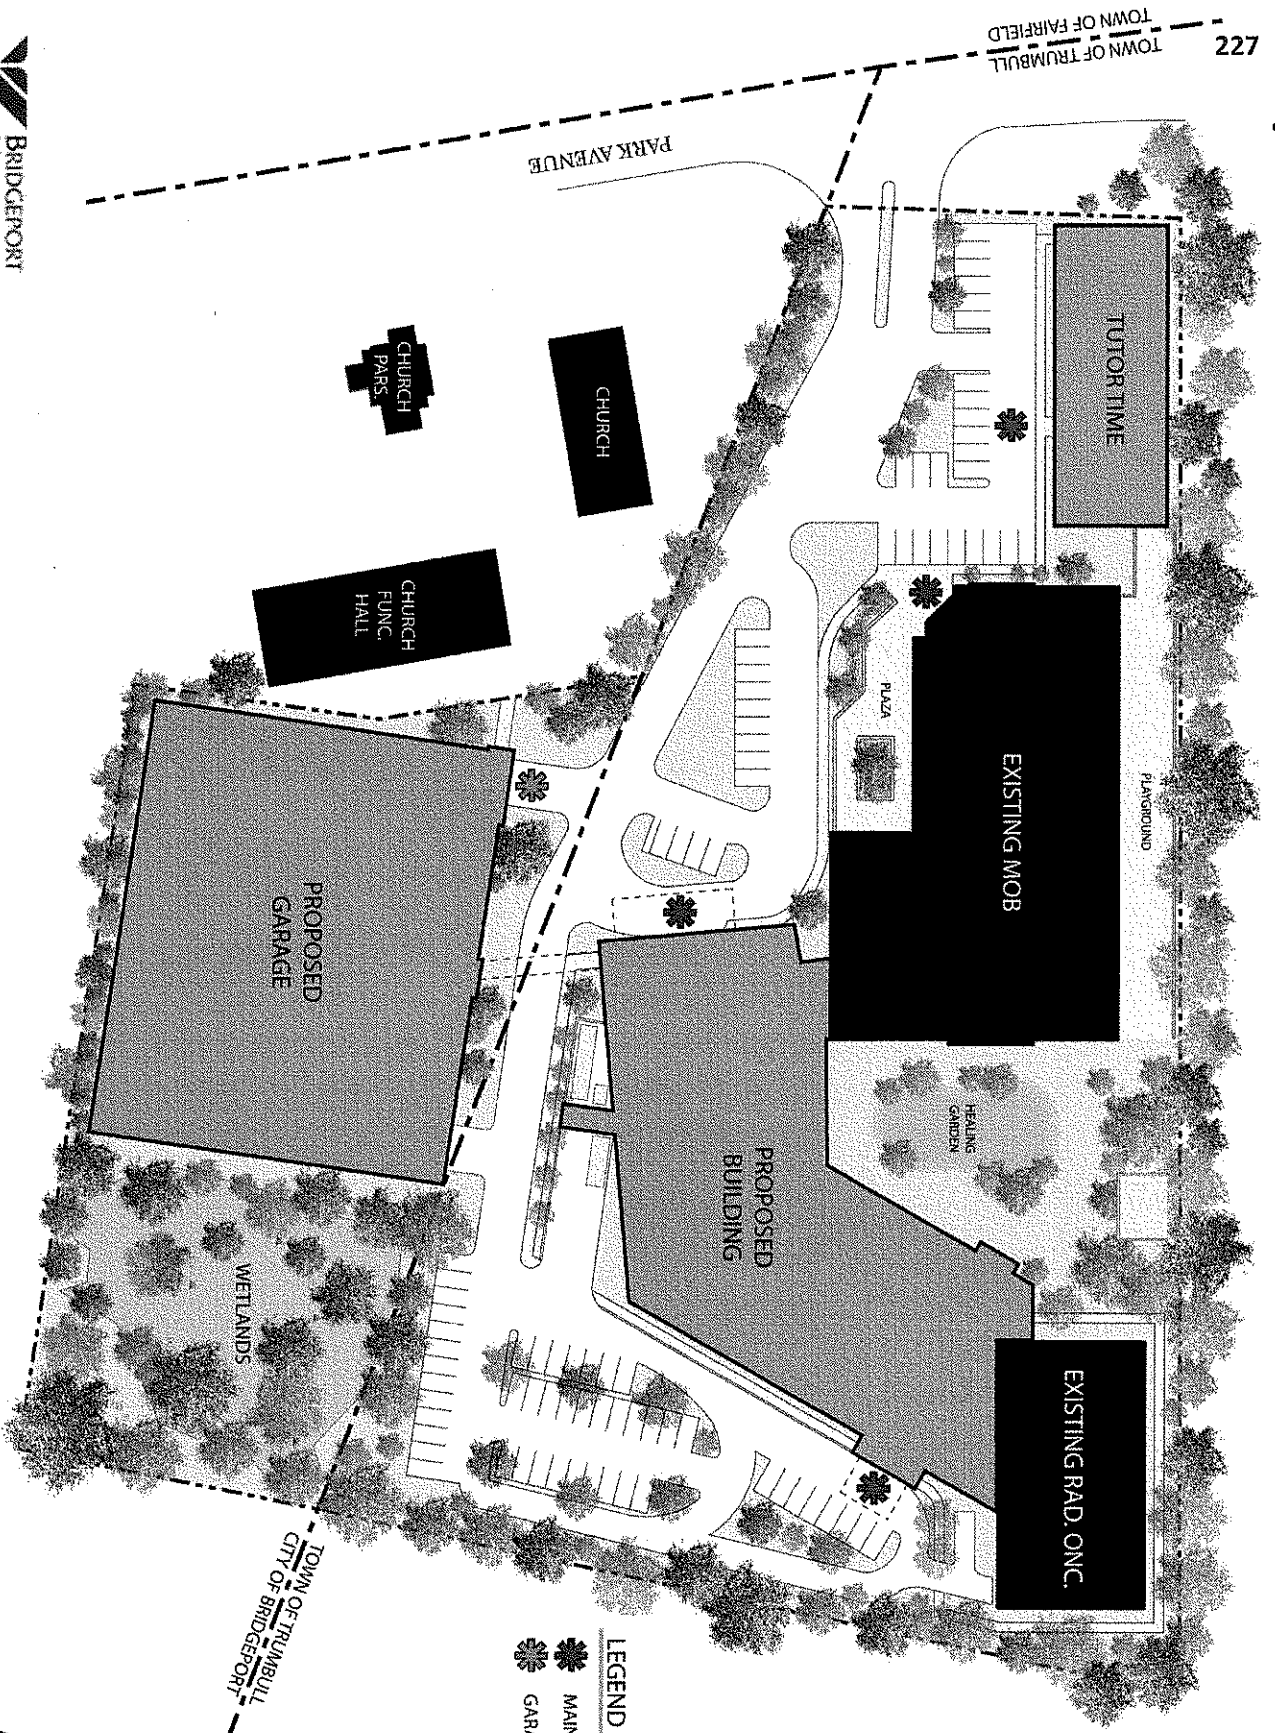 227
TOWN OF FAIRFIELD
TOWN OF TRUMBULL
PARK AVENUE
BRIDGEPORT
TUTOR TIME
CHURCH
PARS.
CHURCH
CHURCH
FUNC.
HALL
PLAZA
EXISTING MOB
PLAYGROUND
PROPOSED
GARAGE
HEALING
GARDEN
PROPOSED
BUILDING
WETLANDS
EXISTING RAD. ONC.
TOWN OF TRUMBULL
CITY OF BRIDGEPORT
LEGEND